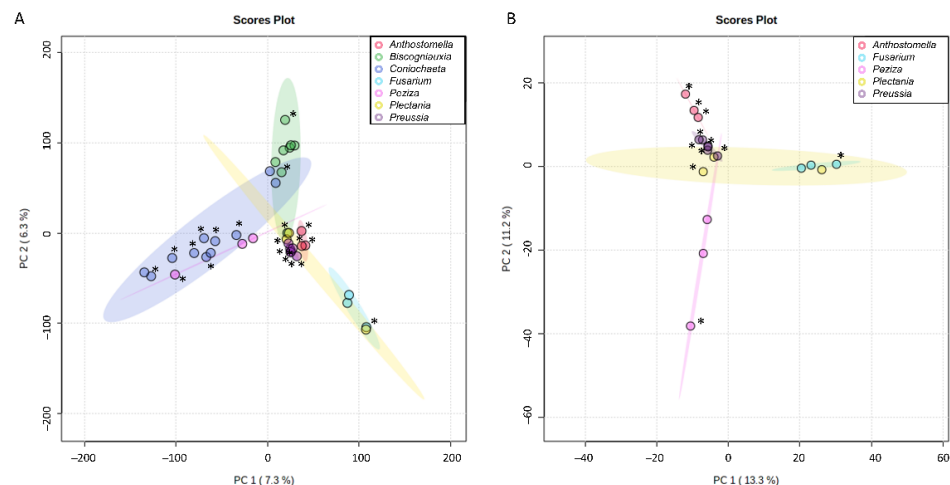 A
Scores Plot
Anthostomella
Biscogniauxia
Coniochaeta
Fusarium
Peziza
Plectania
Preussia
200
100
0
−100
−200
PC 2 ( 6.3 %)
−200 −100 0 100 200
PC 1 ( 7.3 %)
B
Scores Plot
Anthostomella
Fusarium
Peziza
Plectania
Preussia
20
0
−20
−40
−60
PC 2 ( 11.2 %)
−40 −20 0 20 40 60
PC 1 ( 13.3 %)